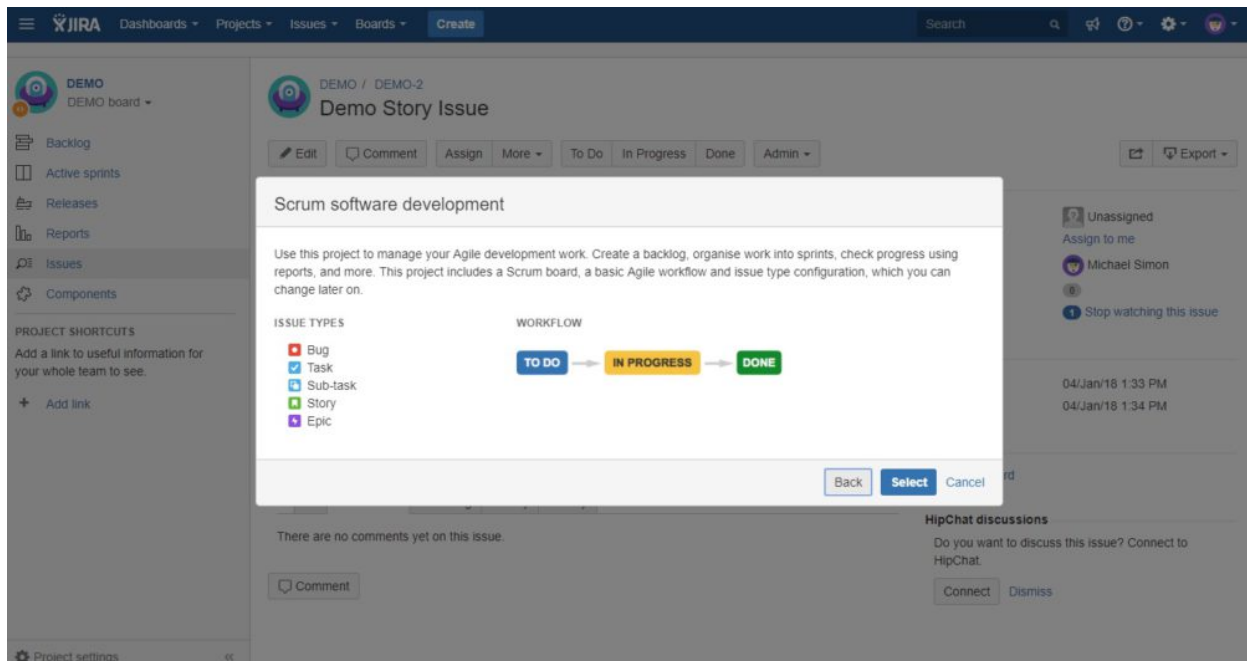 JIRA Dashboards Projects Issues Boards Create Search
DEMO
DEMO board
Backlog
Active sprints
Releases
Reports
Issues
Components
PROJECT SHORTCUTS
Add a link to useful information for
your whole team to see.
+ Add link
Project settings
DEMO / DEMO-2
Demo Story Issue
Edit Comment Assign More To Do In Progress Done Admin Export
Scrum software development
Use this project to manage your Agile development work. Create a backlog, organise work into sprints, check progress using
reports, and more. This project includes a Scrum board, a basic Agile workflow and issue type configuration, which you can
change later on.
ISSUE TYPES
Bug
Task
Sub-task
Story
Epic
WORKFLOW
TO DO IN PROGRESS DONE
Back Select Cancel
Unassigned
Assign to me
Michael Simon
0
1 Stop watching this issue
04/Jan/18 1:33 PM
04/Jan/18 1:34 PM
There are no comments yet on this issue.
Comment
HipChat discussions
Do you want to discuss this issue? Connect to
HipChat.
Connect Dismiss